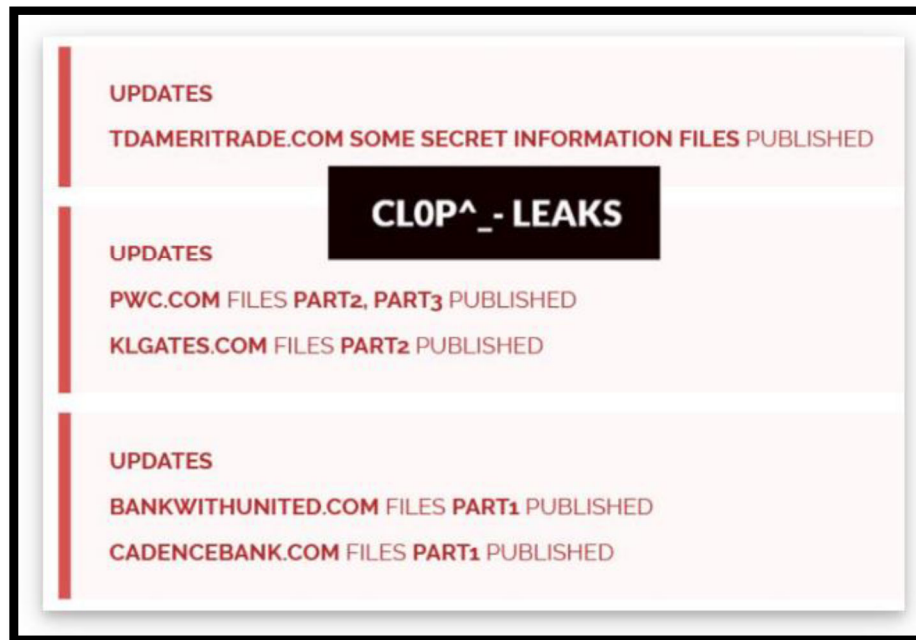 UPDATES
TDAMERITRADE.COM SOME SECRET INFORMATION FILES PUBLISHED
CL0P^_- LEAKS
UPDATES
PWC.COM FILES PART2, PART3 PUBLISHED
KLGATES.COM FILES PART2 PUBLISHED
UPDATES
BANKWITHUNITED.COM FILES PART1 PUBLISHED
CADENCEBANK.COM FILES PART1 PUBLISHED